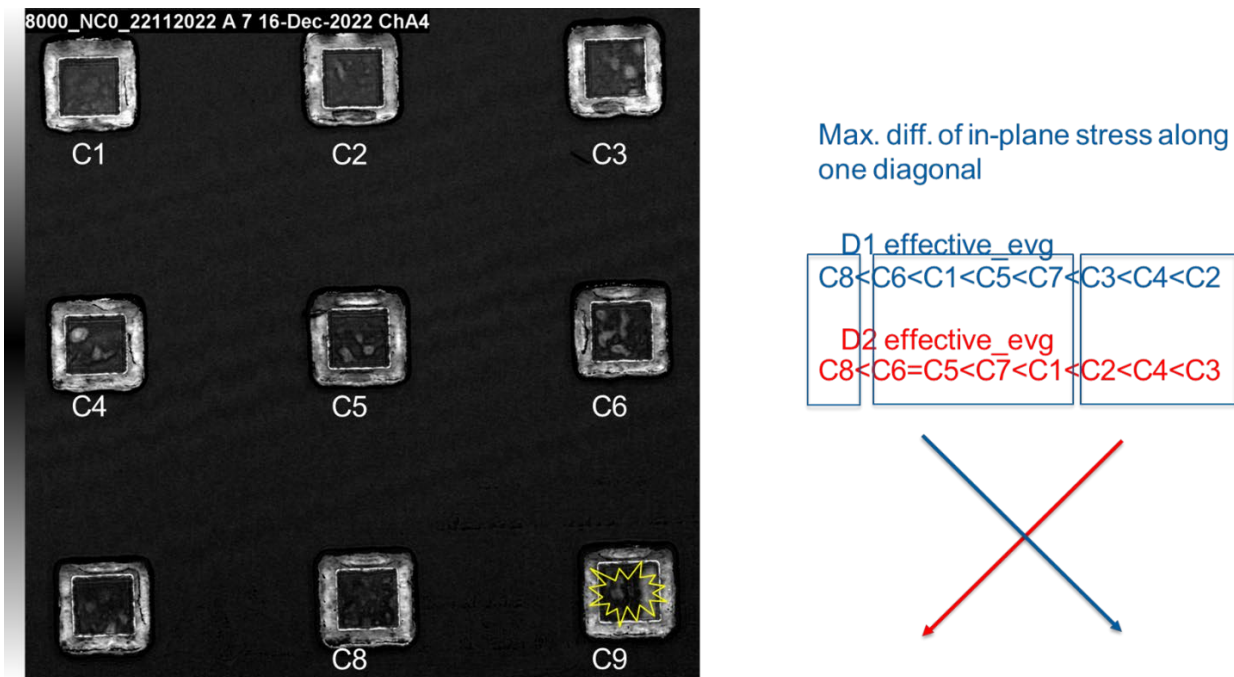 8000_NC0_22112022 A 7 16-Dec-2022 ChA4
C1
C2
C3
C4
C5
C6
C8
C9
Max. diff. of in-plane stress along
one diagonal
D1 effective_evg
C8<C6<C1<C5<C7<C3<C4<C2
D2 effective_evg
C8<C6=C5<C7<C1<C2<C4<C3